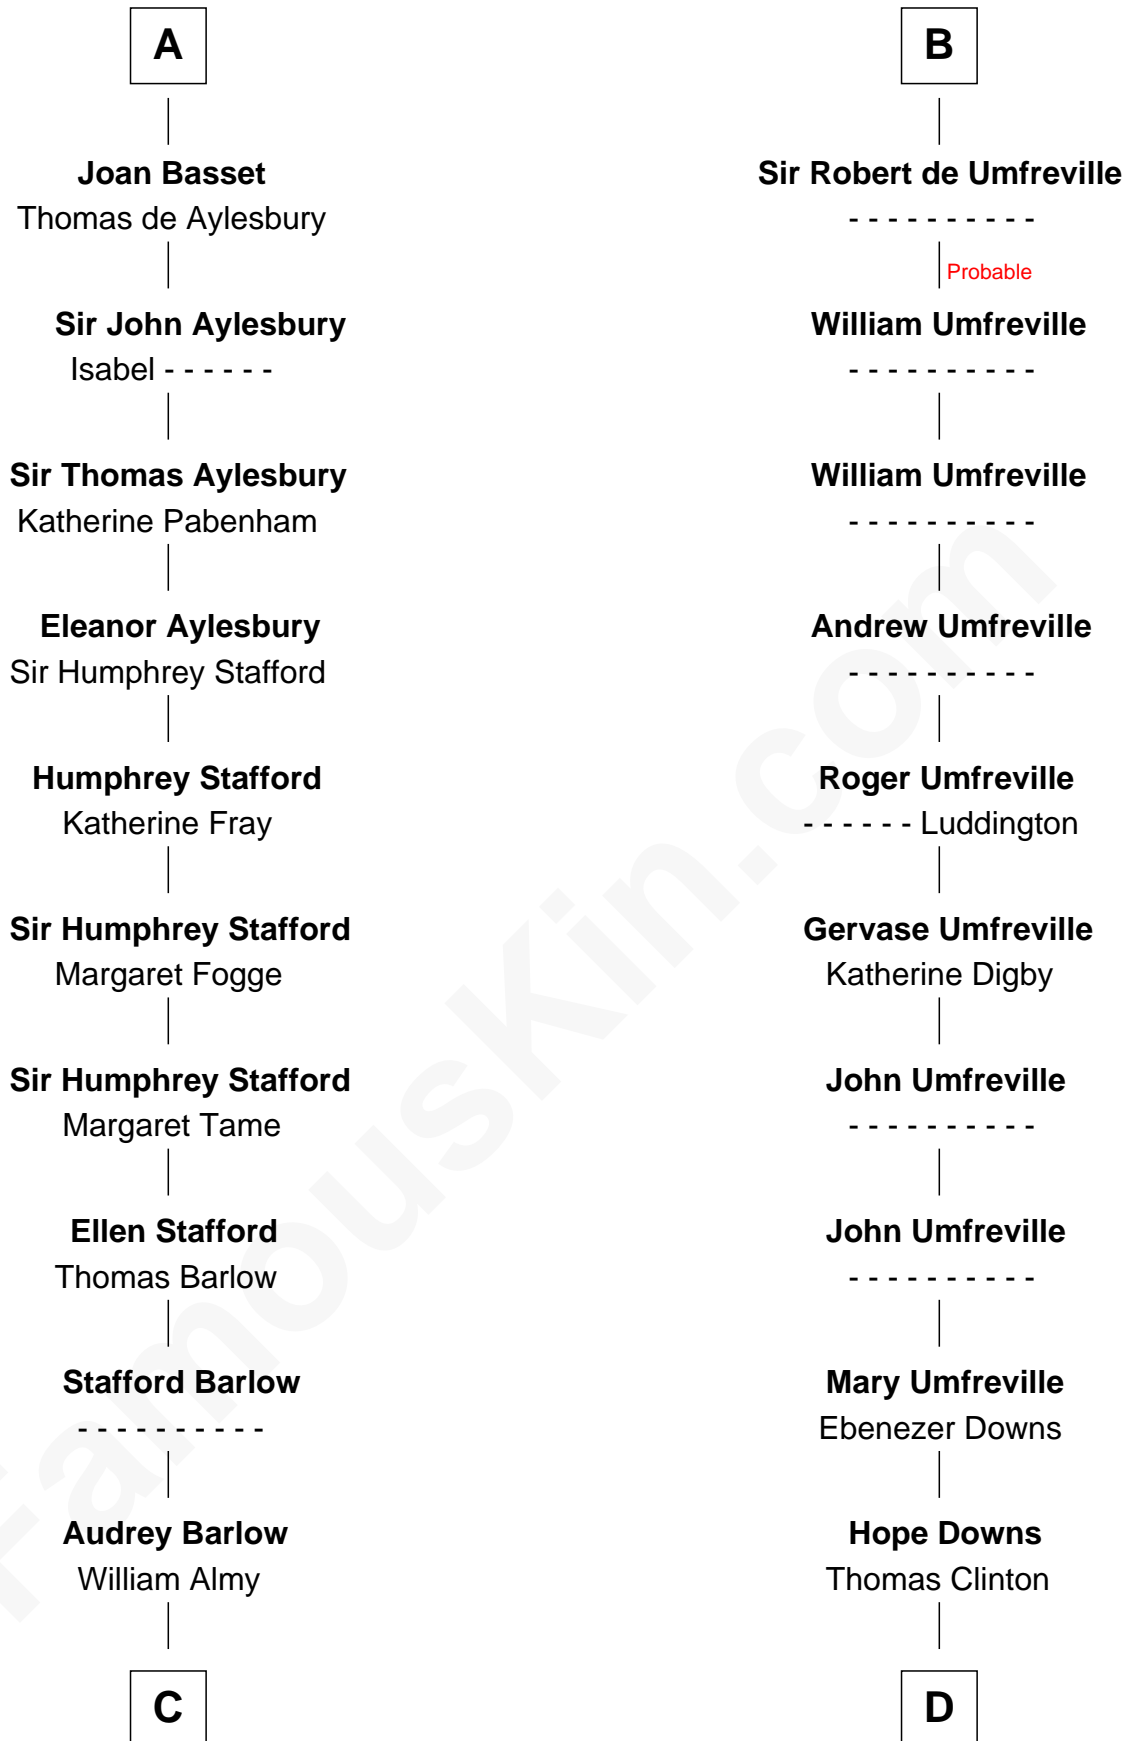 A
Joan Basset
Thomas de Aylesbury
Sir John Aylesbury
Isabel - - - - - -
Sir Thomas Aylesbury
Katherine Pabenham
Eleanor Aylesbury
Sir Humphrey Stafford
Humphrey Stafford
Katherine Fray
Sir Humphrey Stafford
Margaret Fogge
Sir Humphrey Stafford
Margaret Tame
Ellen Stafford
Thomas Barlow
Stafford Barlow
- - - - - - - - - -
Audrey Barlow
William Almy
C
B
Sir Robert de Umfreville
- - - - - - - - - -
Probable
William Umfreville
- - - - - - - - - -
William Umfreville
- - - - - - - - - -
Andrew Umfreville
- - - - - - - - - -
Roger Umfreville
- - - - - - Luddington
Gervase Umfreville
Katherine Digby
John Umfreville
- - - - - - - - - -
John Umfreville
- - - - - - - - - -
Mary Umfreville
Ebenezer Downs
Hope Downs
Thomas Clinton
D
FamousKin.com